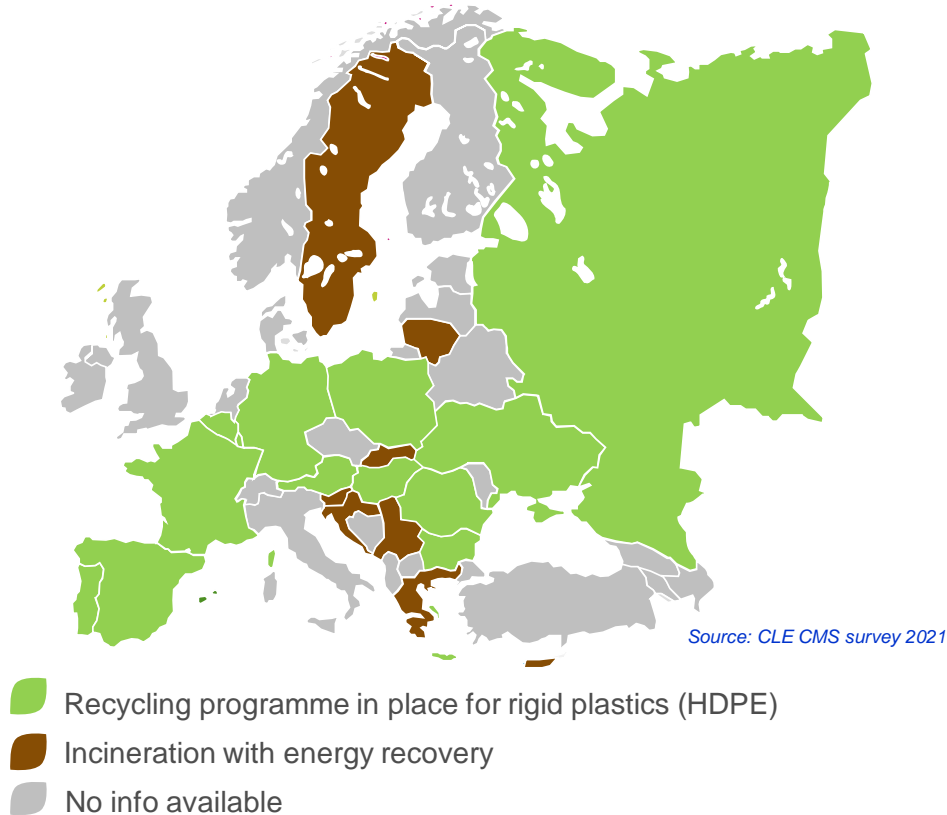 Source: CLE CMS survey 2021
Recycling programme in place for rigid plastics (HDPE)
Incineration with energy recovery
No info available